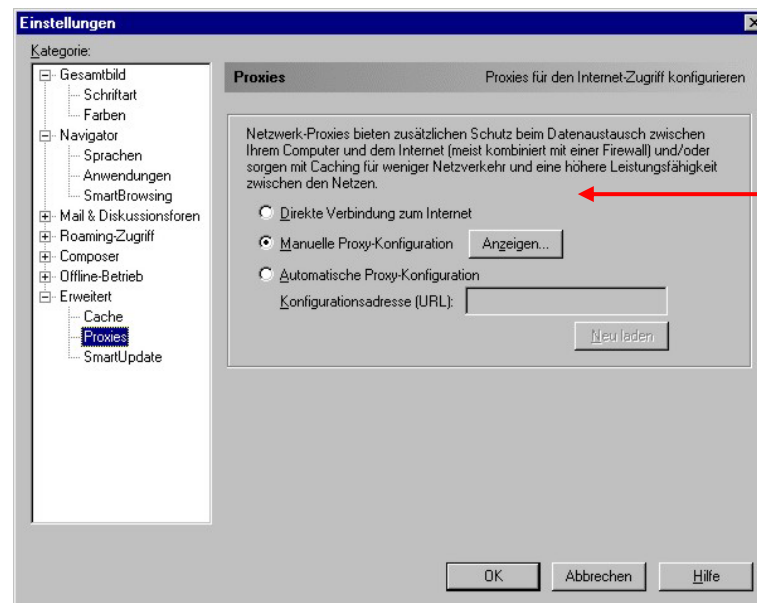 Einstellungen
Kategorie:
Gesamtbild
Schriftart
Farben
Navigator
Sprachen
Anwendungen
SmartBrowsing
Mail & Diskussionsforen
Roaming-Zugriff
Composer
Offline-Betrieb
Erweitert
Cache
Proxies
SmartUpdate
Proxies Proxies für den Internet-Zugriff konfigurieren
Netzwerk-Proxies bieten zusätzlichen Schutz beim Datenaustausch zwischen
Ihrem Computer und dem Internet (meist kombiniert mit einer Firewall) und/oder
sorgen mit Caching für weniger Netzverkehr und eine höhere Leistungsfähigkeit
zwischen den Netzen.
Direkte Verbindung zum Internet
Manuelle Proxy-Konfiguration Anzeigen...
Automatische Proxy-Konfiguration
Konfigurationsadresse (URL):
Neu laden
OK Abbrechen Hilfe